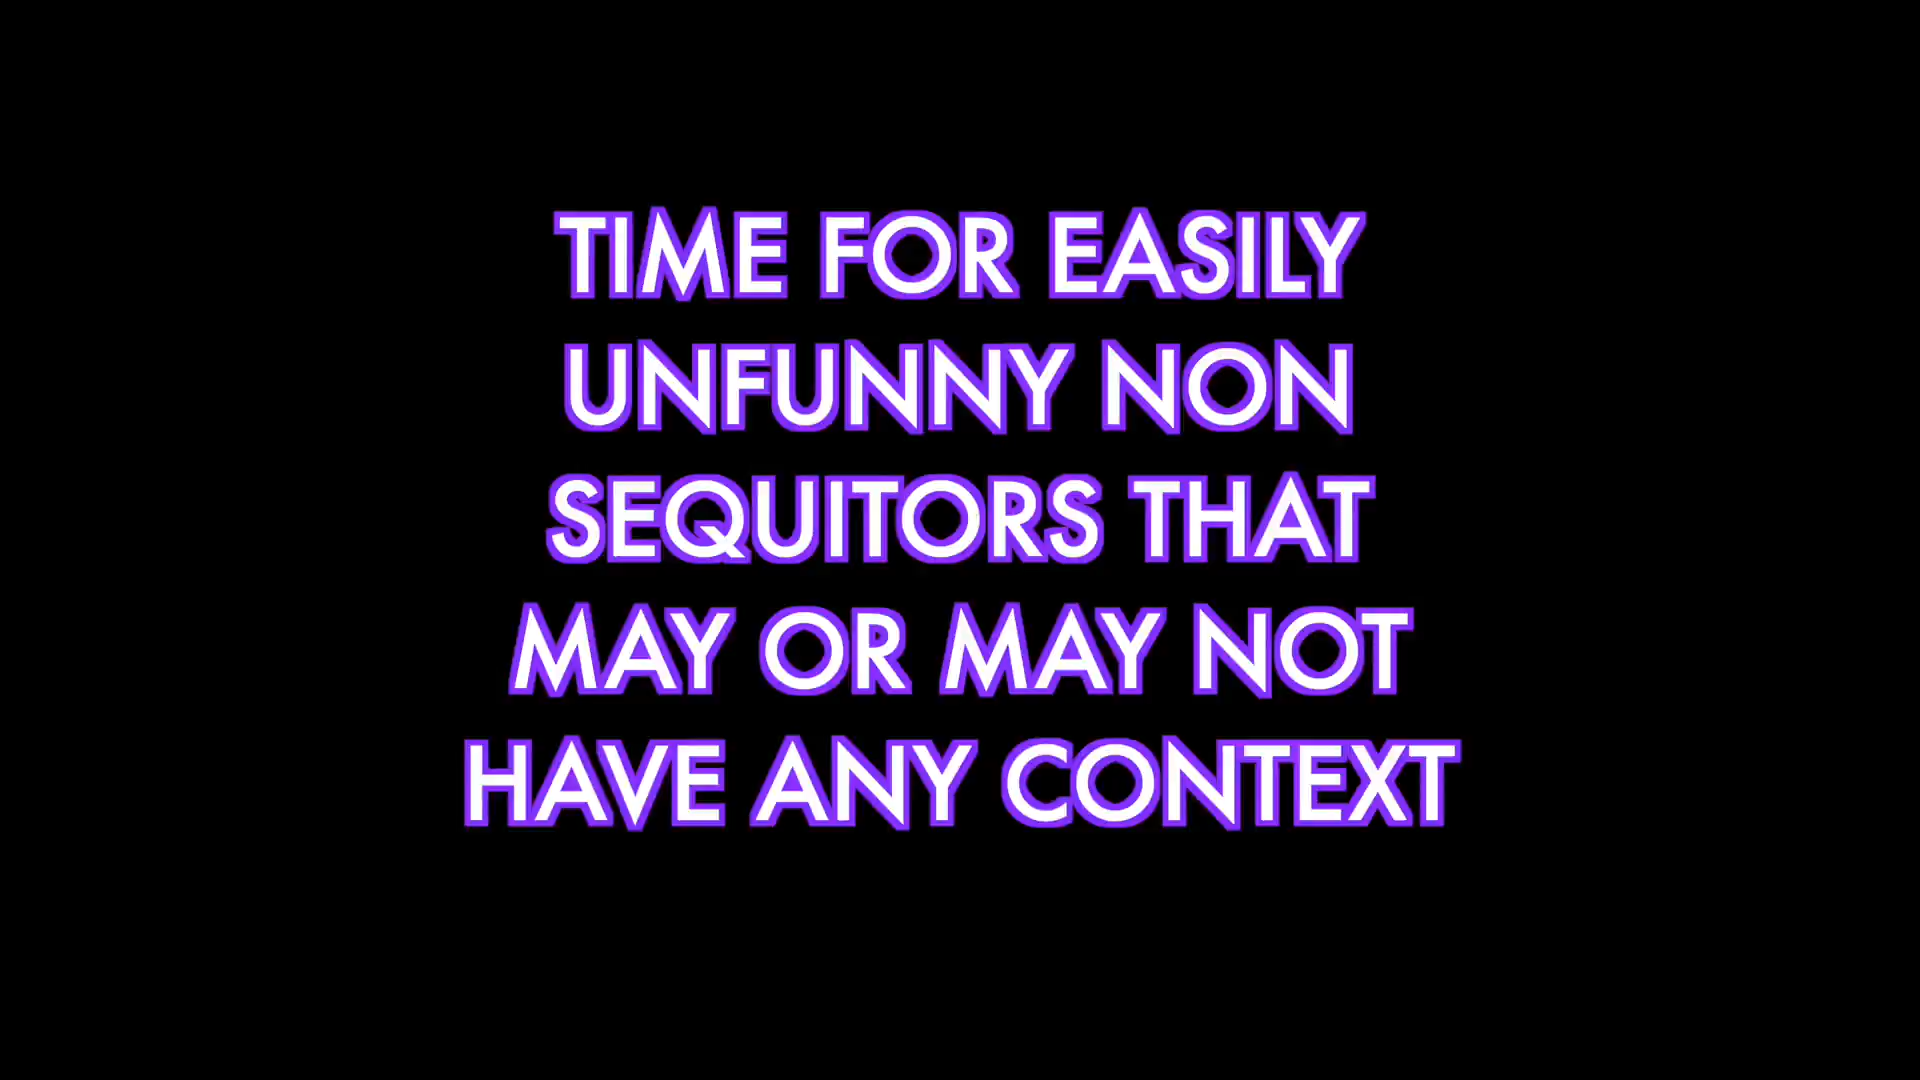 TIME FOR EASILY
UNFUNNY NON
SEQUITORS THAT
MAY OR MAY NOT
HAVE ANY CONTEXT